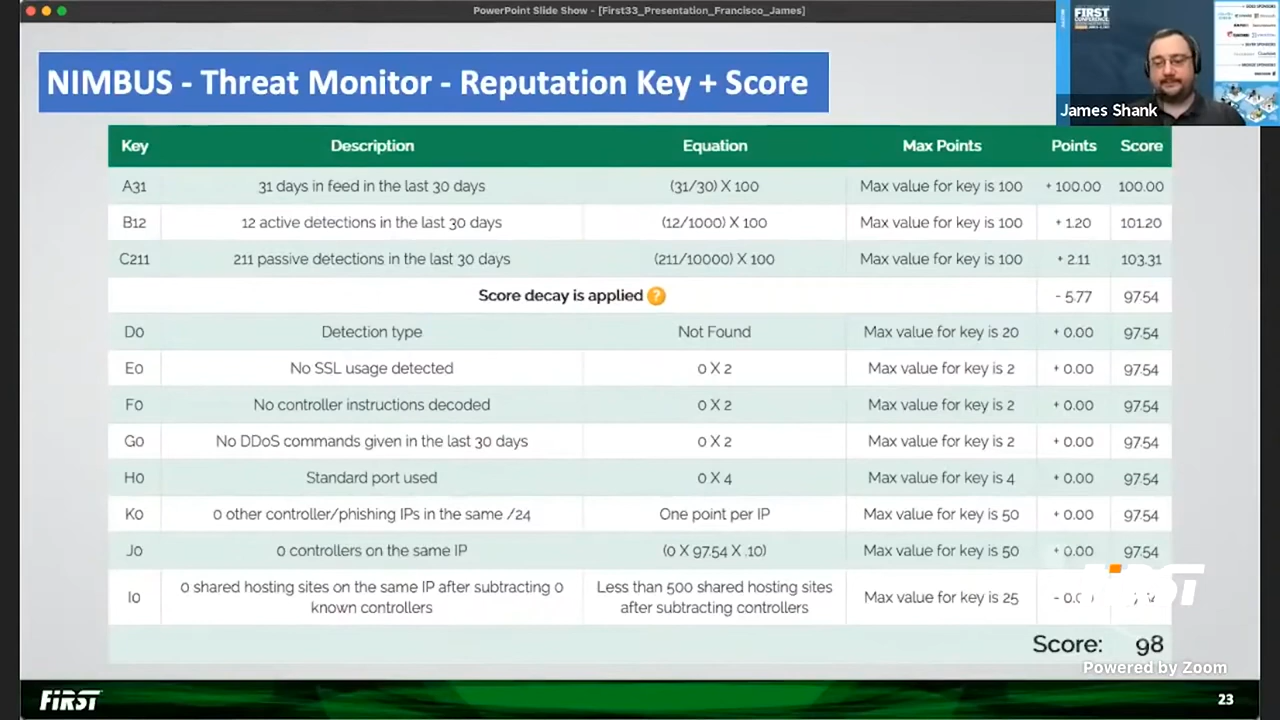 PowerPoint Slide Show - [First33_Presentation_Francisco_James]
FIRST
CONFERENCE
James Shank
NIMBUS - Threat Monitor - Reputation Key + Score
Key Description Equation Max Points Points Score
A31 31 days in feed in the last 30 days (31/30) X 100 Max value for key is 100 + 100.00 100.00
B12 12 active detections in the last 30 days (12/1000) X 100 Max value for key is 100 + 1.20 101.20
C211 211 passive detections in the last 30 days (211/10000) X 100 Max value for key is 100 + 2.11 103.31
Score decay is applied ? - 5.77 97.54
D0 Detection type Not Found Max value for key is 20 + 0.00 97.54
E0 No SSL usage detected 0 X 2 Max value for key is 2 + 0.00 97.54
F0 No controller instructions decoded 0 X 2 Max value for key is 2 + 0.00 97.54
G0 No DDoS commands given in the last 30 days 0 X 2 Max value for key is 2 + 0.00 97.54
H0 Standard port used 0 X 4 Max value for key is 4 + 0.00 97.54
K0 0 other controller/phishing IPs in the same /24 One point per IP Max value for key is 50 + 0.00 97.54
J0 0 controllers on the same IP (0 X 97.54 X .10) Max value for key is 50 + 0.00 97.54
I0 0 shared hosting sites on the same IP after subtracting 0 known controllers Less than 500 shared hosting sites after subtracting controllers Max value for key is 25
FIRST
Score: 98
Powered by Zoom
FIRST
23